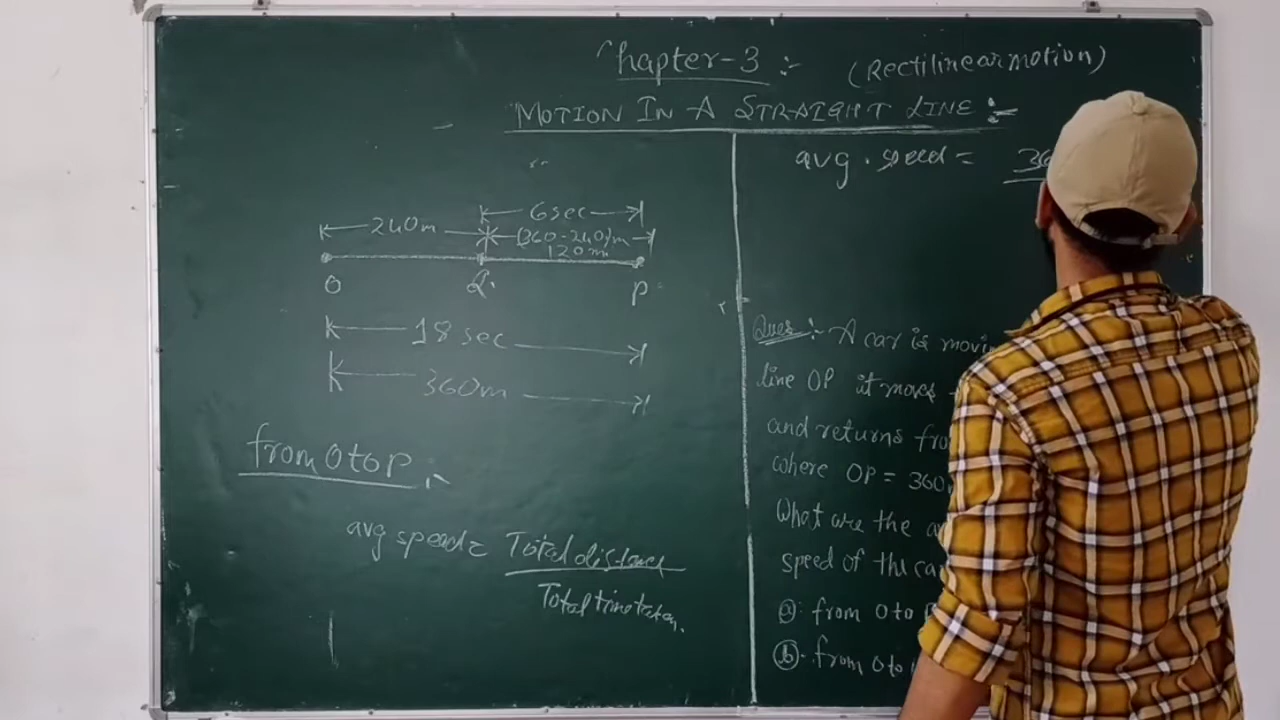 Chapter-3 :-
(Rectilinear motion)
MOTION IN A STRAIGHT LINE :-
6sec
240m
(360-240)m
120m
O Q. P
18 sec
360m
from O to P :-
avg speed = Total distance
Total time taken.
avg. speed = 36
Ques :- A car is movi
line OP it moves
and returns fro
where OP = 360
What are the a
speed of the ca
a. from O to P
b. from O to